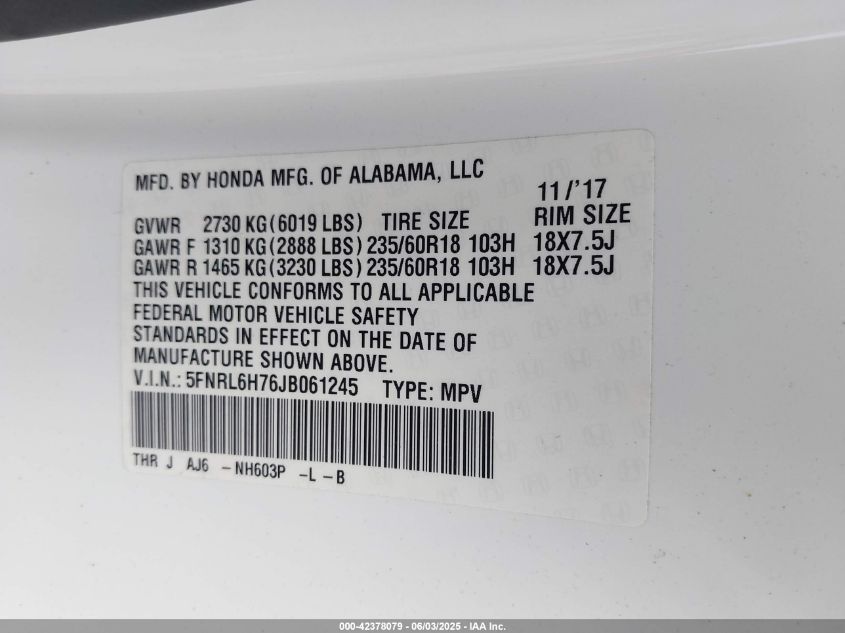 MFD. BY HONDA MFG. OF ALABAMA, LLC
11/'17
GVWR 2730 KG(6019 LBS) TIRE SIZE RIM SIZE
GAWR F 1310 KG(2888 LBS) 235/60R18 103H 18X7.5J
GAWR R 1465 KG(3230 LBS) 235/60R18 103H 18X7.5J
THIS VEHICLE CONFORMS TO ALL APPLICABLE
FEDERAL MOTOR VEHICLE SAFETY
STANDARDS IN EFFECT ON THE DATE OF
MANUFACTURE SHOWN ABOVE.
V.I.N.: 5FNRL6H76JB061245 TYPE: MPV
THR J AJ6 -NH603P -L -B
000-42378079 - 06/03/2025 - IAA Inc.